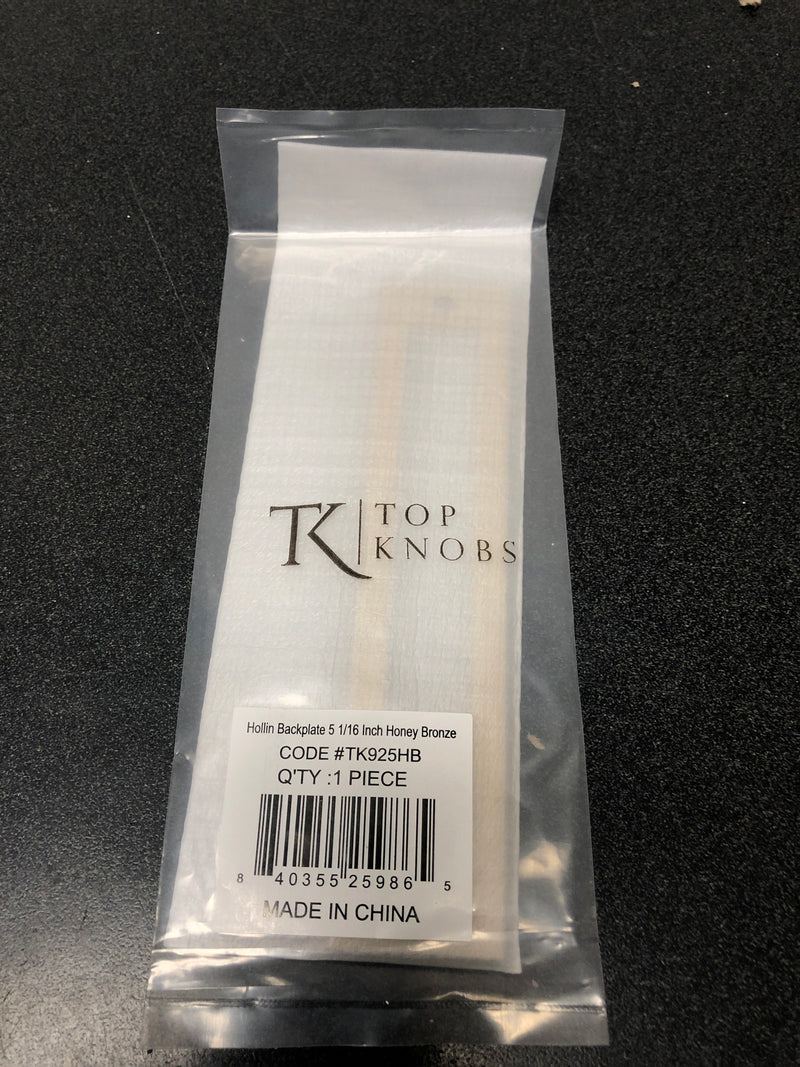 TK
TOP
KNOBS
Hollin Backplate 5 1/16 Inch Honey Bronze
CODE #TK925HB
Q'TY :1 PIECE
8 40355 25986 5
MADE IN CHINA